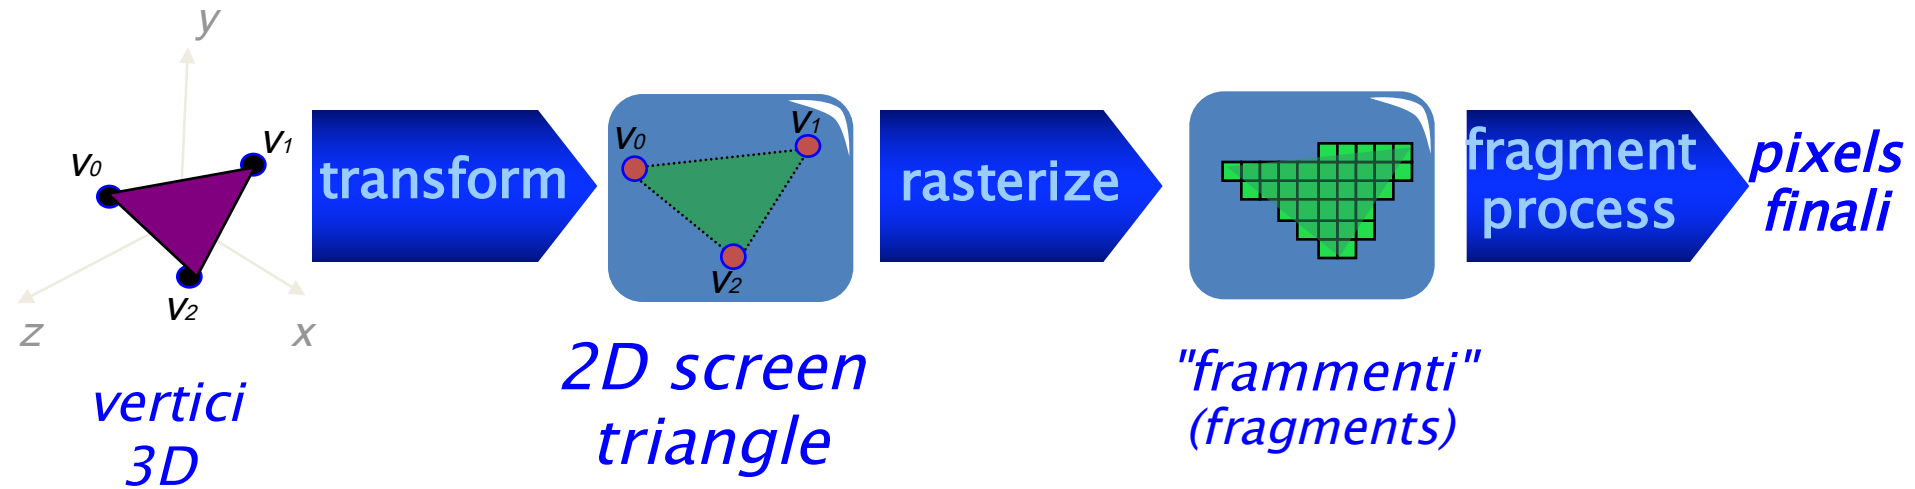 y
v0
v1
v2
z
x
vertici
3D
transform
v0
v1
v2
2D screen
triangle
rasterize
"frammenti"
(fragments)
fragment
process
pixels
finali